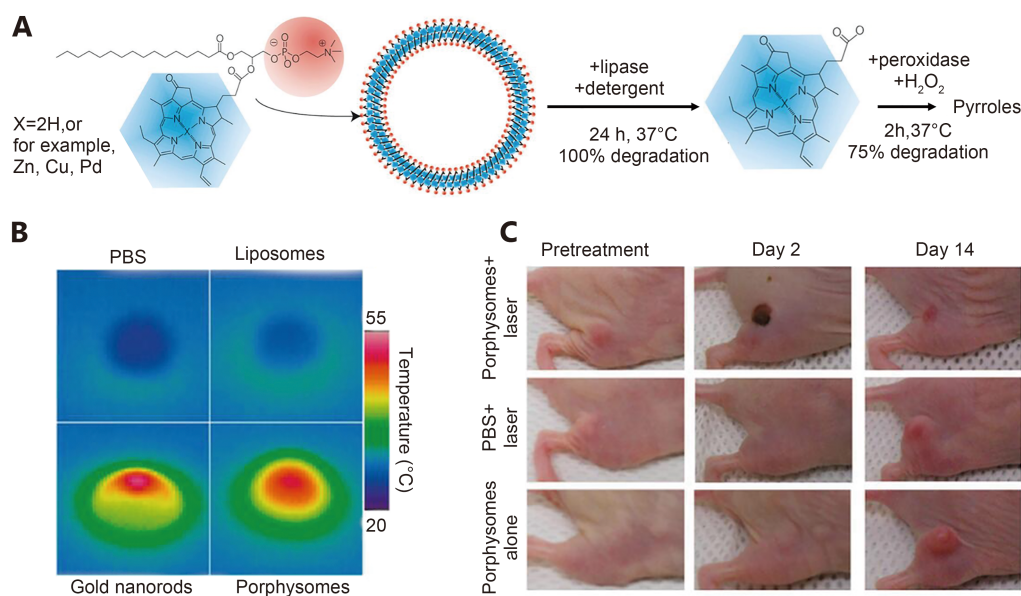 A
O
O
O
O
P
O
⊖
O
N
⊕
O
O
N
N
X
N
N
X=2H,or
for example,
Zn, Cu, Pd
+lipase
+detergent
24 h, 37°C
100% degradation
O
O
O
N
N
X
N
N
+peroxidase
+H₂O₂
2h,37°C
75% degradation
Pyrroles
B
PBS
Liposomes
55
Temperature (°C)
20
Gold nanorods
Porphysomes
C
Pretreatment
Day 2
Day 14
Porphysomes+
laser
PBS+
laser
Porphysomes
alone